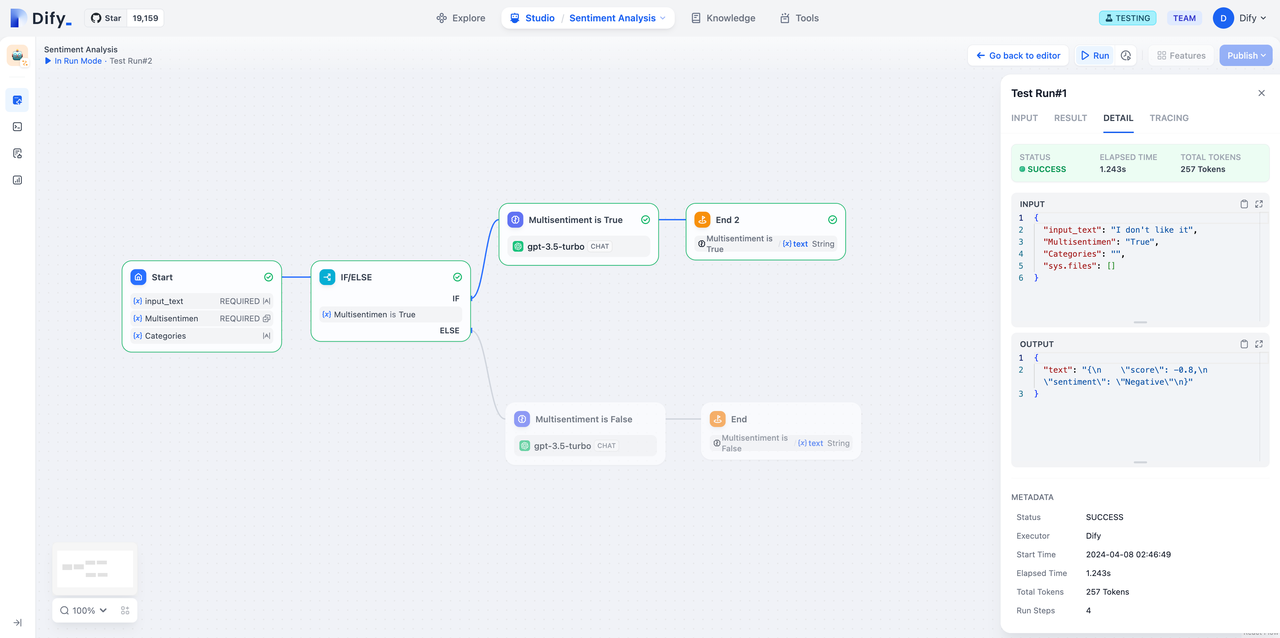 Dify_
Star 19,159
Explore
Studio / Sentiment Analysis
Knowledge
Tools
TESTING
TEAM
D Dify
Sentiment Analysis
In Run Mode · Test Run#2
Go back to editor
Run
Features
Publish
Start
{x} input_text REQUIRED
{x} Multisentimen REQUIRED
{x} Categories
IF/ELSE
IF
{x} Multisentimen is True
ELSE
Multisentiment is True
gpt-3.5-turbo CHAT
End 2
Multisentiment is
True
/ {x} text String
Multisentiment is False
gpt-3.5-turbo CHAT
End
Multisentiment is
False
/ {x} text String
100%
Test Run#1
INPUT RESULT DETAIL TRACING
STATUS ELAPSED TIME TOTAL TOKENS
SUCCESS 1.243s 257 Tokens
INPUT
1 {
2 "input_text": "I don't like it",
3 "Multisentimen": "True",
4 "Categories": "",
5 "sys.files": []
6 }
OUTPUT
1 {
2 "text": "{\n    \"score\": -0.8,\n
\"sentiment\": \"Negative\"\n}"
3 }
METADATA
Status SUCCESS
Executor Dify
Start Time 2024-04-08 02:46:49
Elapsed Time 1.243s
Total Tokens 257 Tokens
Run Steps 4